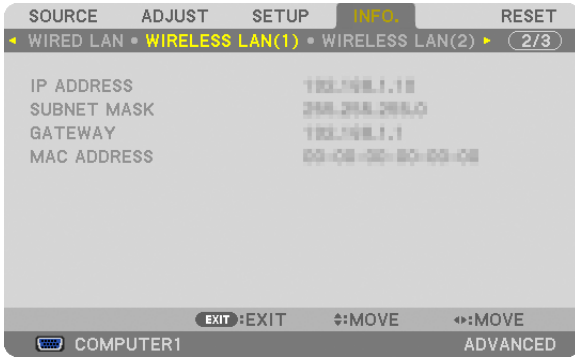 SOURCE ADJUST SETUP INFO. RESET
WIRED LAN • WIRELESS LAN(1) • WIRELESS LAN(2) 2/3
IP ADDRESS
SUBNET MASK
GATEWAY
MAC ADDRESS
EXIT :EXIT :MOVE :MOVE
COMPUTER1 ADVANCED